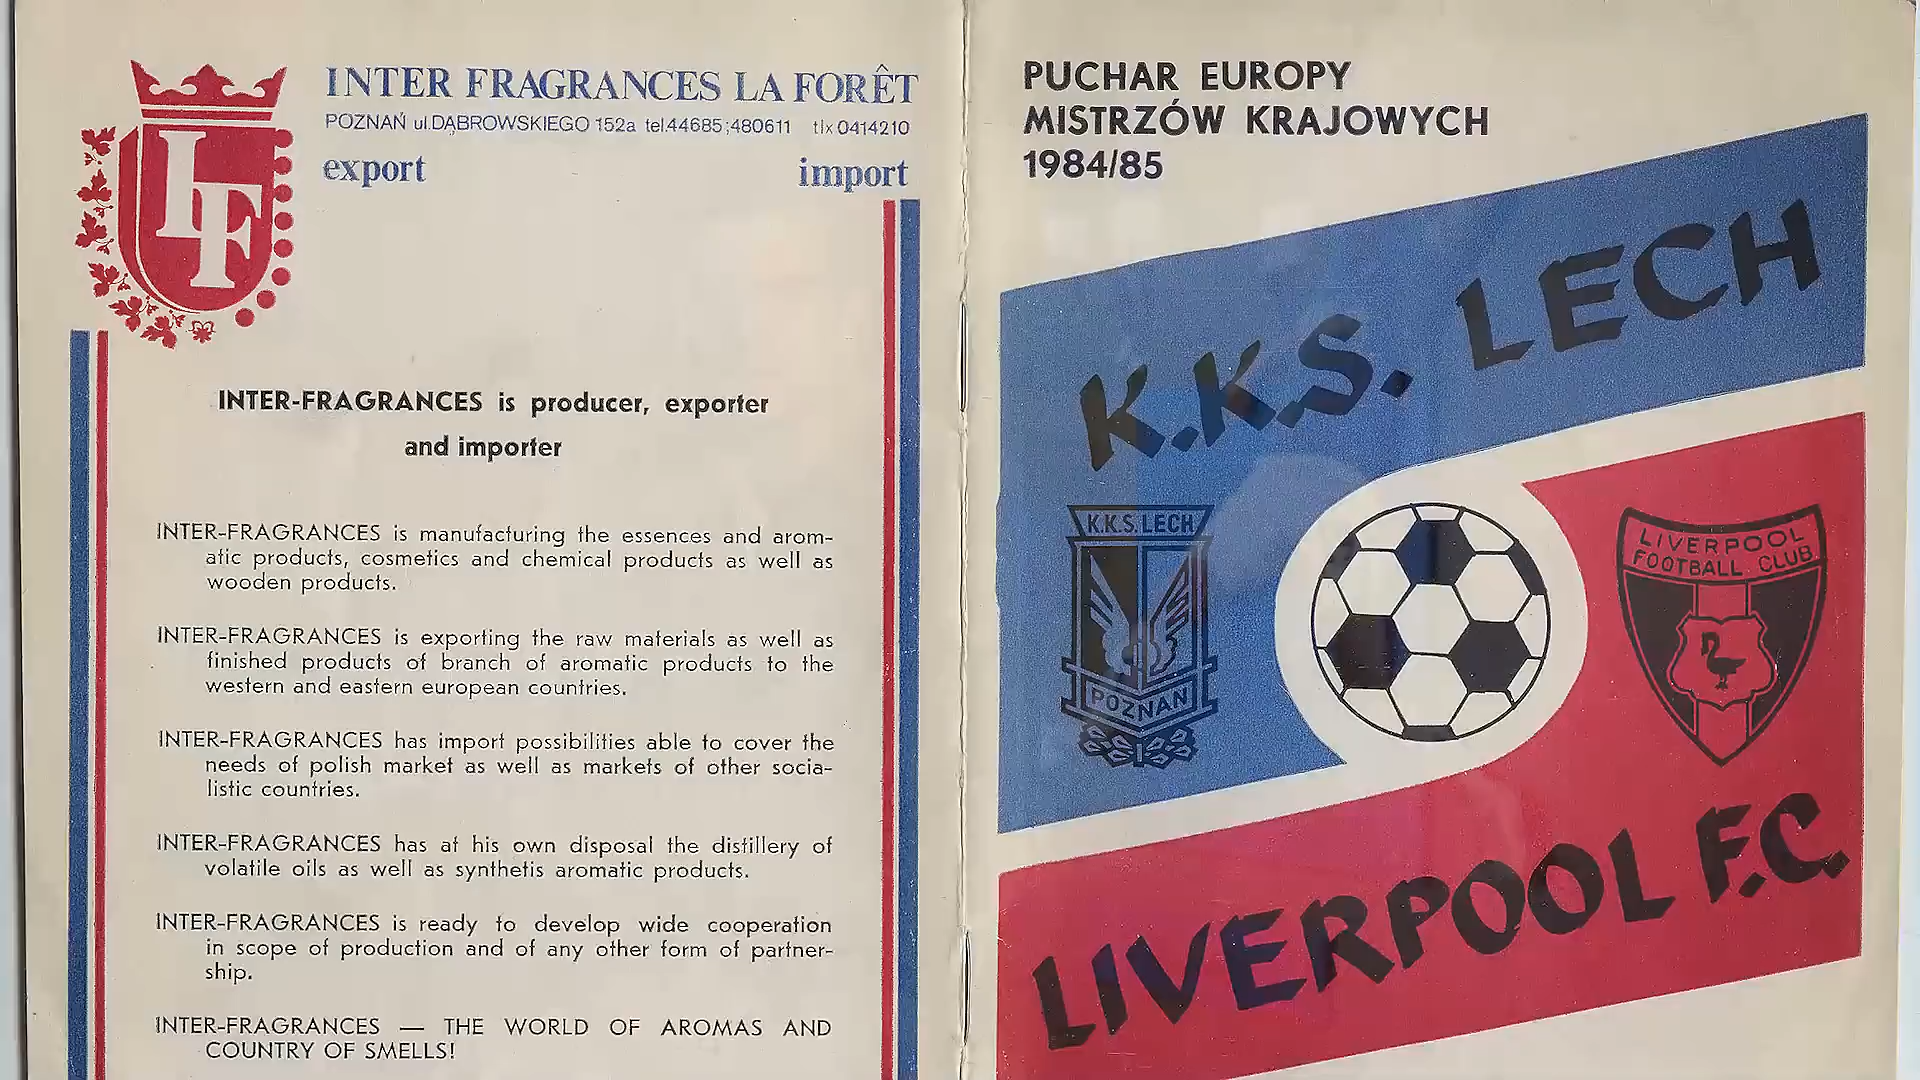 LF
INTER FRAGRANCES LA FORÊT
POZNAŃ ul.DĄBROWSKIEGO 152a tel.44685;480611 tlx 0414210
export import
INTER-FRAGRANCES is producer, exporter
and importer
INTER-FRAGRANCES is manufacturing the essences and arom-
atic products, cosmetics and chemical products as well as
wooden products.
INTER-FRAGRANCES is exporting the raw materials as well as
finished products of branch of aromatic products to the
western and eastern european countries.
INTER-FRAGRANCES has import possibilities able to cover the
needs of polish market as well as markets of other socia-
listic countries.
INTER-FRAGRANCES has at his own disposal the distillery of
volatile oils as well as synthetis aromatic products.
INTER-FRAGRANCES is ready to develop wide cooperation
in scope of production and of any other form of partner-
ship.
INTER-FRAGRANCES — THE WORLD OF AROMAS AND
COUNTRY OF SMELLS!
PUCHAR EUROPY
MISTRZÓW KRAJOWYCH
1984/85
K.K.S. LECH
K.K.S. LECH
POZNAŃ
LIVERPOOL
FOOTBALL CLUB
LIVERPOOL F.C.